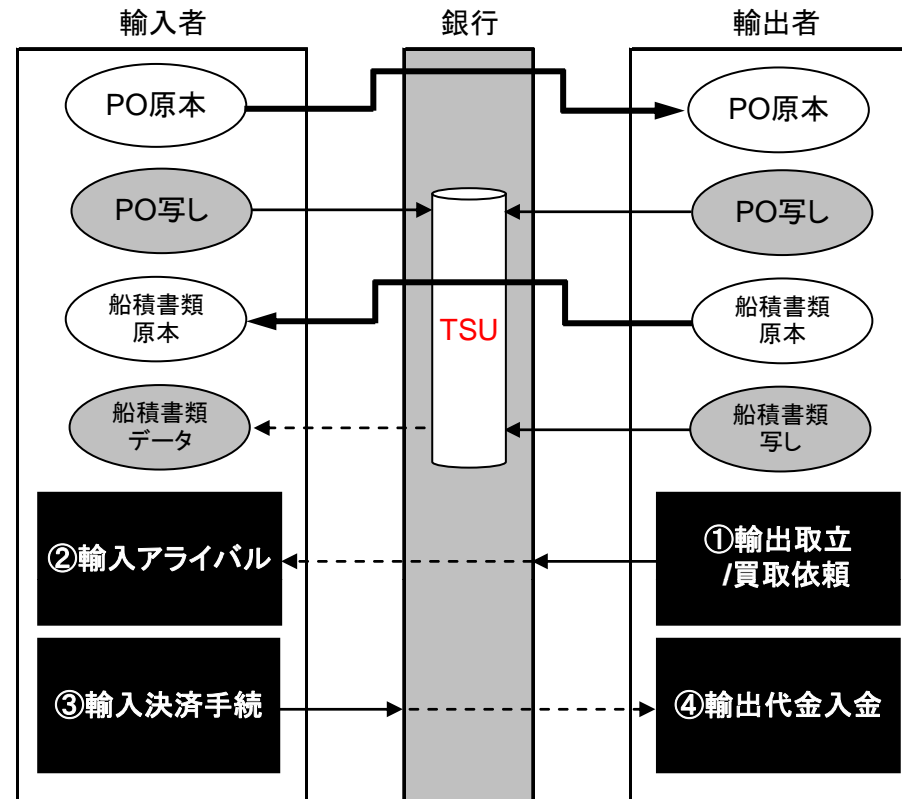 輸入者
銀行
輸出者
PO原本
PO原本
PO写し
PO写し
船積書類
原本
TSU
船積書類
原本
船積書類
データ
船積書類
写し
②輸入アライバル
①輸出取立
/買取依頼
③輸入決済手続
④輸出代金入金